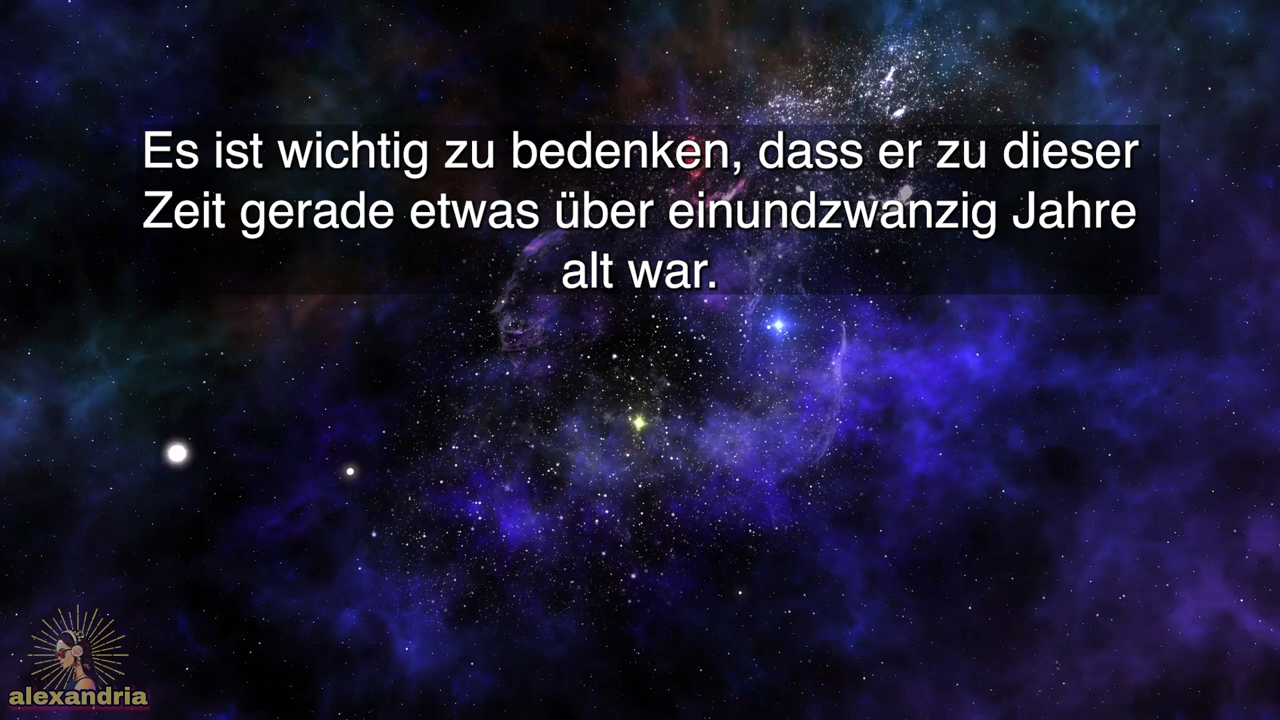 Es ist wichtig zu bedenken, dass er zu dieser
Zeit gerade etwas über einundzwanzig Jahre
alt war.
alexandria